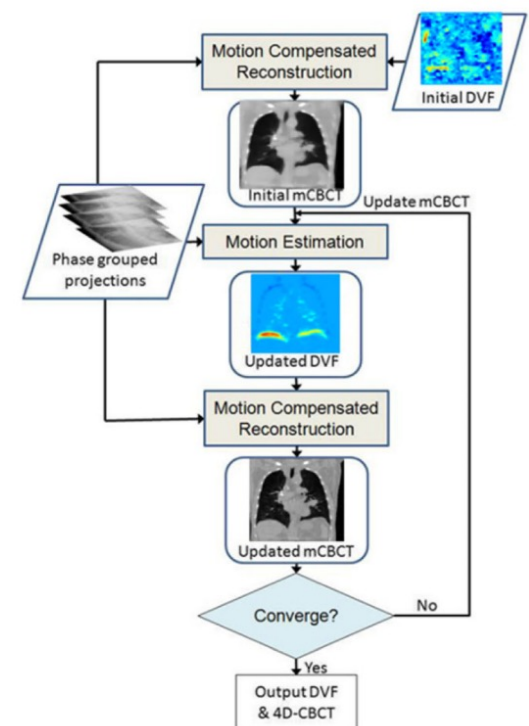 Motion Compensated
Reconstruction
Initial DVF
Initial mCBCT
Update mCBCT
Phase grouped
projections
Motion Estimation
Updated DVF
Motion Compensated
Reconstruction
Updated mCBCT
Converge?
No
Yes
Output DVF
& 4D-CBCT